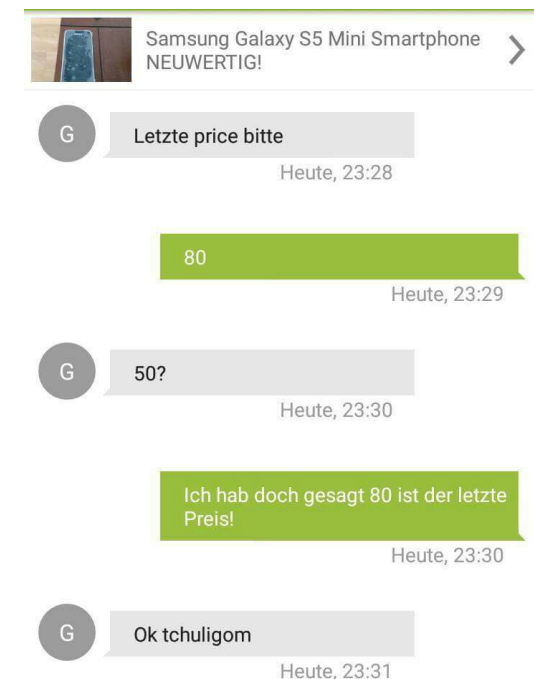 Samsung Galaxy S5 Mini Smartphone
NEUWERTIG!
G
Letzte price bitte
Heute, 23:28
80
Heute, 23:29
G
50?
Heute, 23:30
Ich hab doch gesagt 80 ist der letzte
Preis!
Heute, 23:30
G
Ok tchuligom
Heute, 23:31